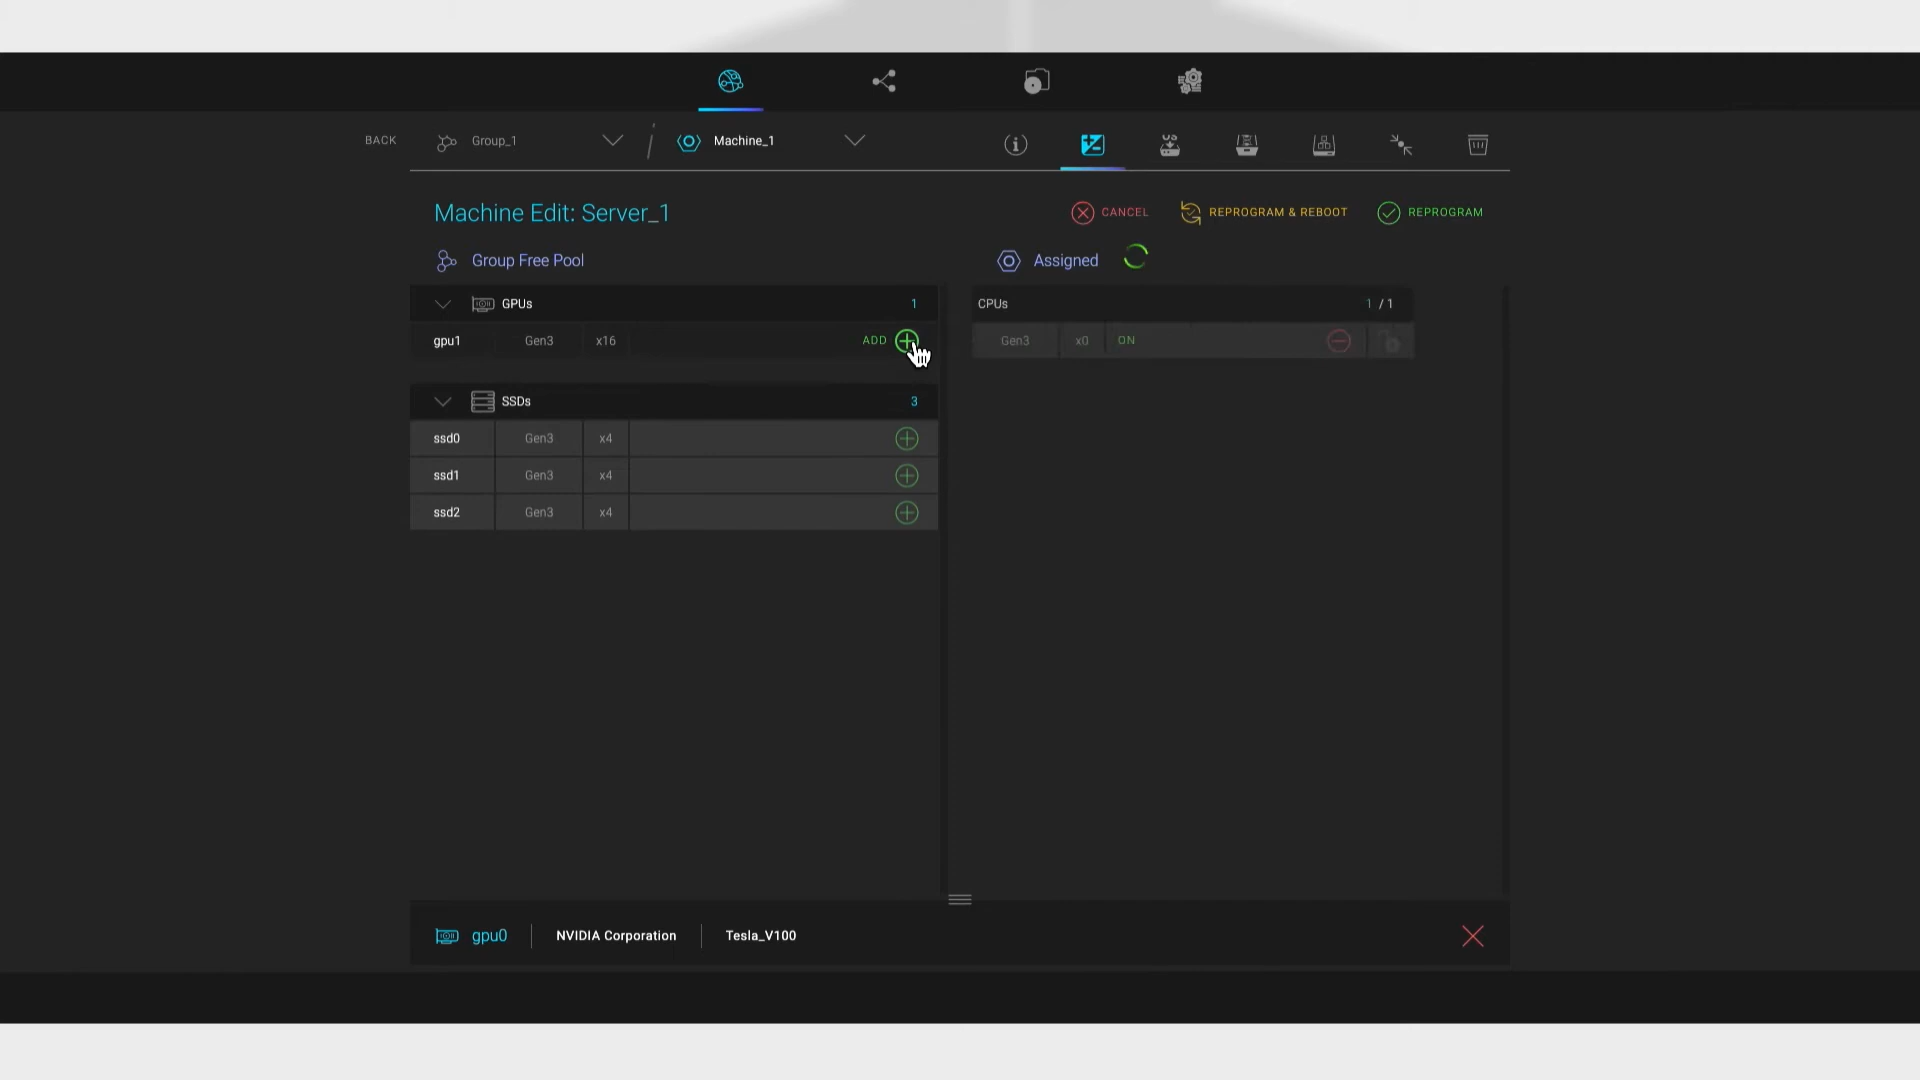 BACK
Group_1
Machine_1
OS
Machine Edit: Server_1
CANCEL
REPROGRAM & REBOOT
REPROGRAM
Group Free Pool
Assigned
GPUs 1
gpu1 Gen3 x16 ADD
SSDs 3
ssd0 Gen3 x4
ssd1 Gen3 x4
ssd2 Gen3 x4
CPUs 1 / 1
Gen3 x0 ON
gpu0 NVIDIA Corporation Tesla_V100